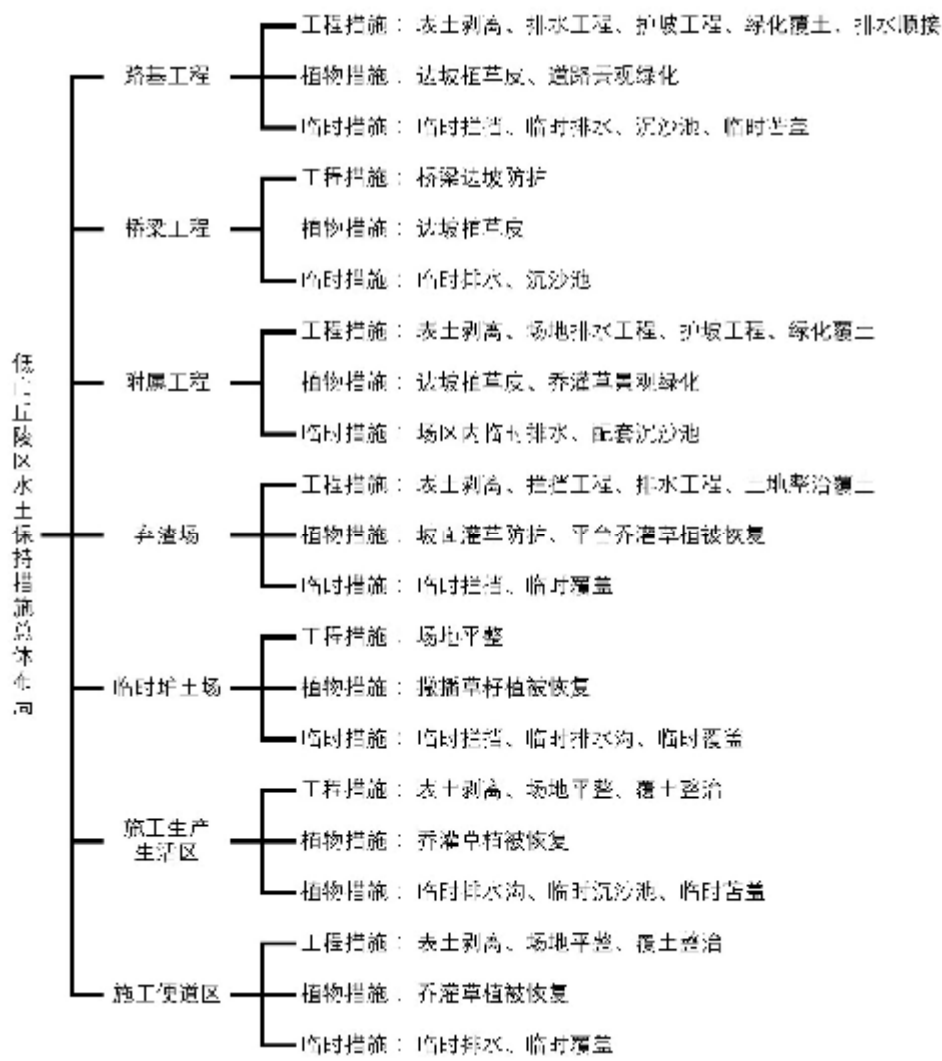 低山丘陵区水土保持措施总体布局
路基工程
工程措施：表土剥离、排水工程、护坡工程、绿化覆土、排水顺接
植物措施：边坡植草皮、道路景观绿化
临时措施：临时拦挡、临时排水、沉沙池、临时苫盖
桥梁工程
工程措施：桥梁边坡防护
植物措施：边坡植草皮
临时措施：临时排水、沉沙池
附属工程
工程措施：表土剥离、场地排水工程、护坡工程、绿化覆土
植物措施：边坡植草皮、乔灌草景观绿化
临时措施：场区内临时排水、配套沉沙池
弃渣场
工程措施：表土剥离、拦挡工程、排水工程、土地整治覆土
植物措施：坡面灌草防护、平台乔灌草植被恢复
临时措施：临时拦挡、临时覆盖
临时堆土场
工程措施：场地平整
植物措施：撒播草籽植被恢复
临时措施：临时拦挡、临时排水沟、临时覆盖
施工生产
生活区
工程措施：表土剥离、场地平整、覆土整治
植物措施：乔灌草植被恢复
植物措施：临时排水沟、临时沉沙池、临时苫盖
施工便道区
工程措施：表土剥离、场地平整、覆土整治
植物措施：乔灌草植被恢复
临时措施：临时排水、临时覆盖